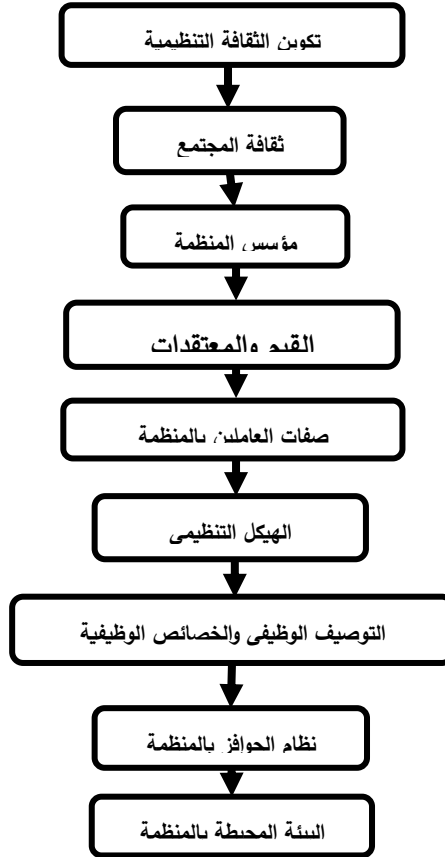 تكوين الثقافة التنظيمية
ثقافة المجتمع
مؤسس المنظمة
القيم والمعتقدات
صفات العاملين بالمنظمة
الهيكل التنظيمى
التوصيف الوظيفى والخصائص الوظيفية
نظام الحوافز بالمنظمة
البيئة المحيطة بالمنظمة